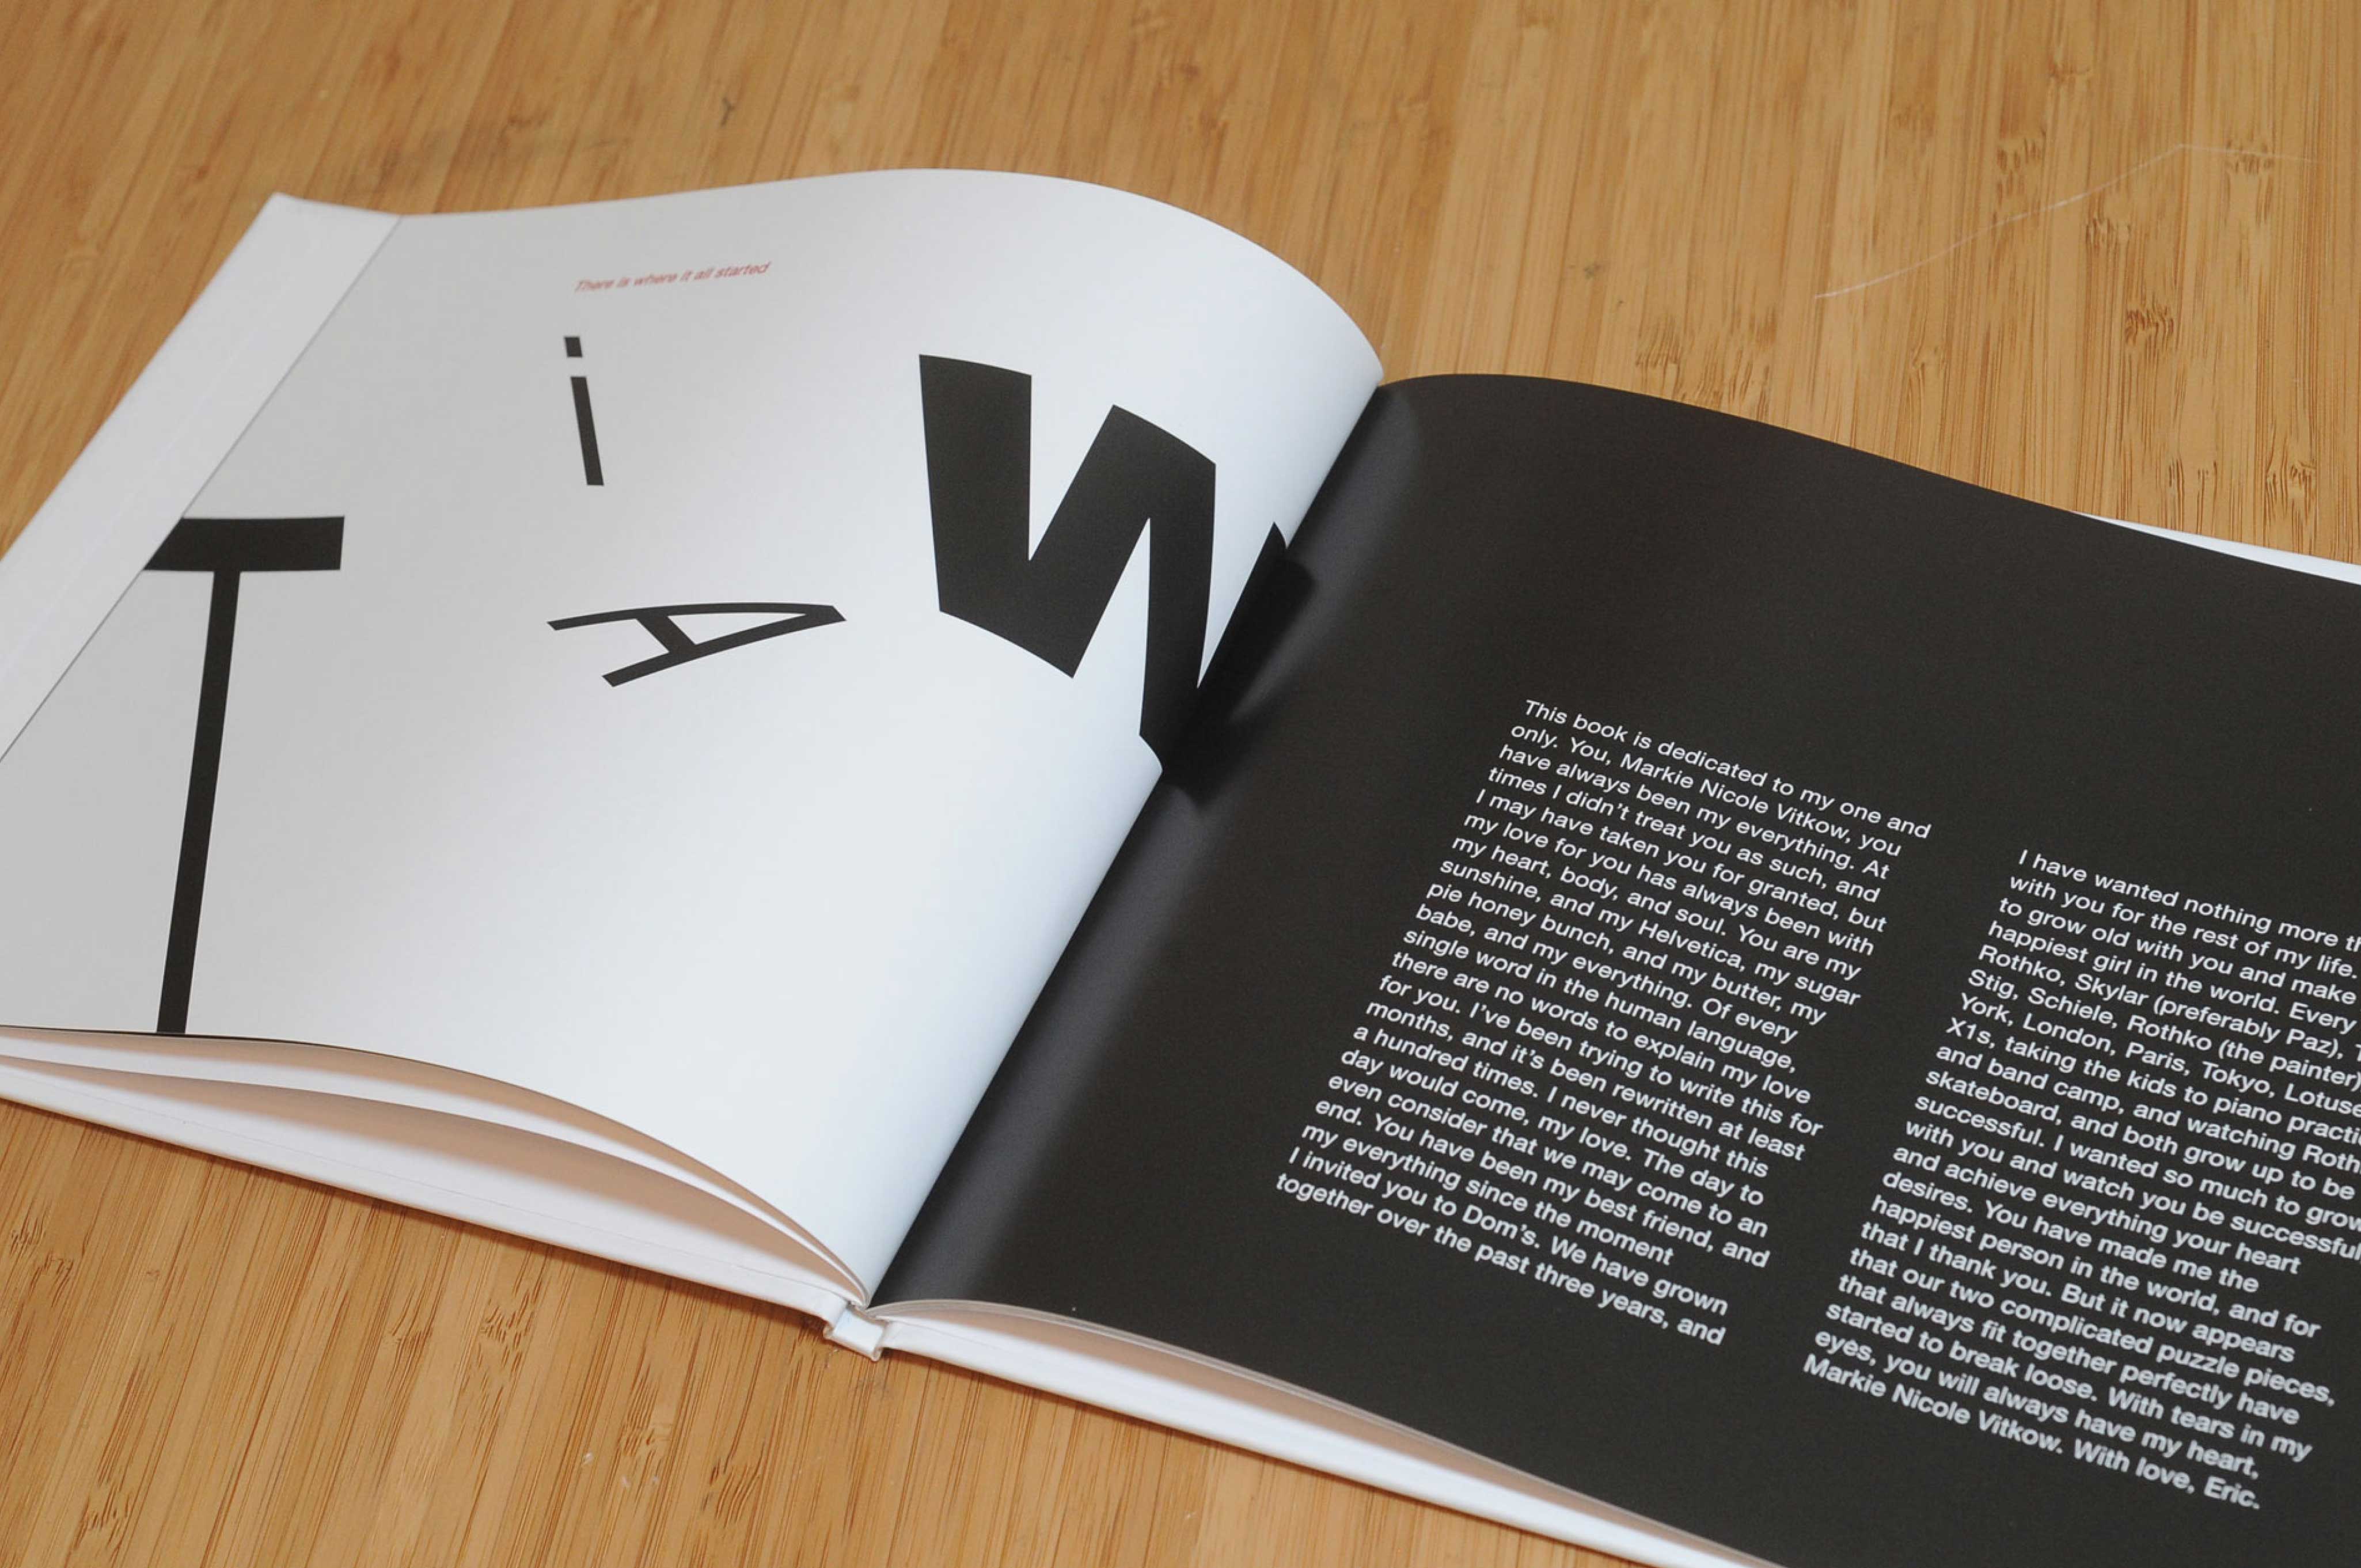 There is where it all started
i
W
T
A
This book is dedicated to my one and
only. You, Markie Nicole Vitkow, you
have always been my everything. At
times I didn't treat you as such, and
I may have taken you for granted, but
my love for you has always been with
my heart, body, and soul. You are my
sunshine, and my Helvetica, my sugar
pie honey bunch, and my butter, my
babe, and my everything. Of every
single word in the human language,
there are no words to explain my love
for you. I've been trying to write this for
months, and it's been rewritten at least
a hundred times. I never thought this
day would come, my love. The day to
even consider that we may come to an
end. You have been my best friend, and
my everything since the moment
I invited you to Dom's. We have grown
together over the past three years, and
I have wanted nothing more
with you for the rest of my life.
to grow old with you and make
happiest girl in the world. Every
Rothko, Skylar (preferably Paz),
Stig, Schiele, Rothko (the painter)
York, London, Paris, Tokyo,
X1s, taking the kids to piano
and band camp, and watching
skateboard, and both grow up to be
successful. I wanted so much to
with you and watch you be successful
and achieve everything your heart
desires. You have made me the
happiest person in the world, and for
that I thank you. But it now appears
that our two complicated puzzle pieces,
that always fit together perfectly have
started to break loose. With tears in my
eyes, you will always have my heart,
Markie Nicole Vitkow. With love, Eric.